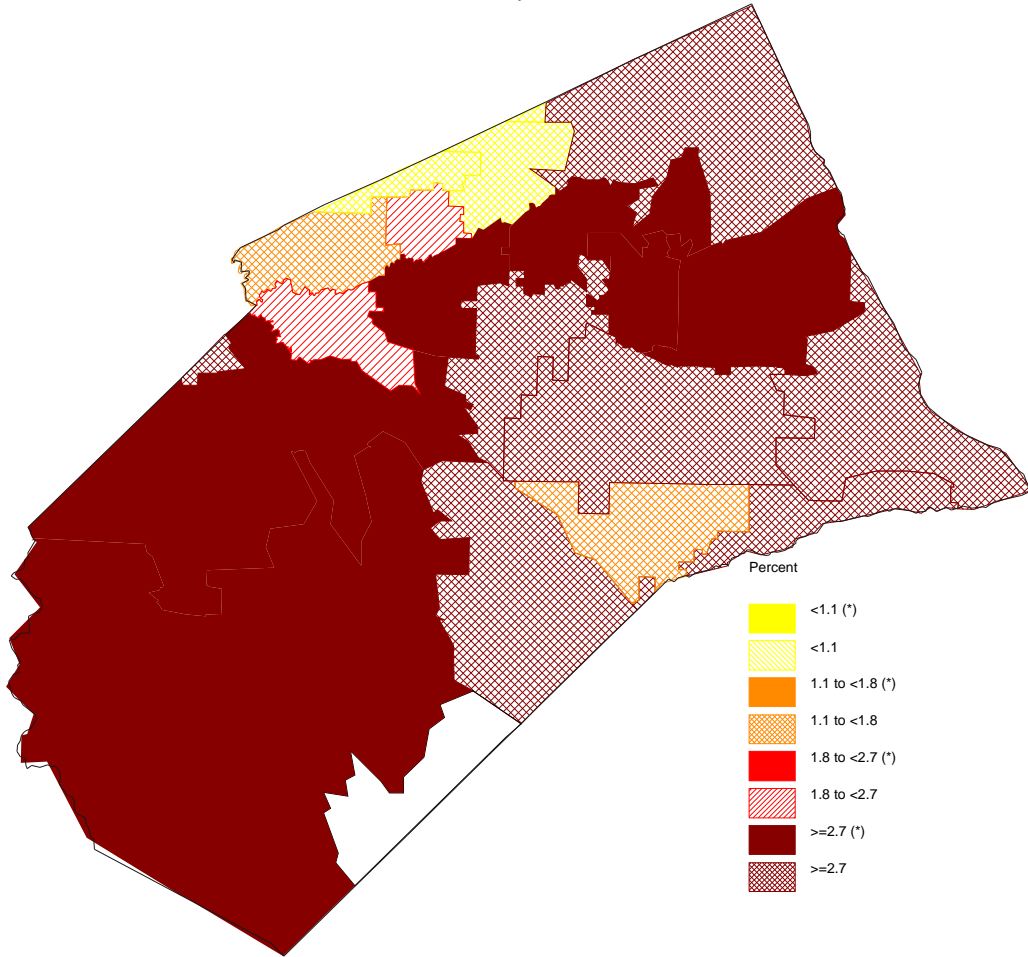 Percent
<1.1 (*)
<1.1
1.1 to <1.8 (*)
1.1 to <1.8
1.8 to <2.7 (*)
1.8 to <2.7
>=2.7 (*)
>=2.7